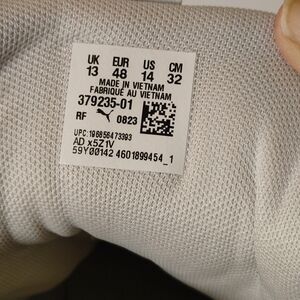 UK EUR US CM
13 48 14 32
MADE IN VIETNAM
FABRIQUÉ AU VIETNAM
379235-01
RF 0823
UPC:196656473393
AD x5Z1V
59Y00142 4601899454_1